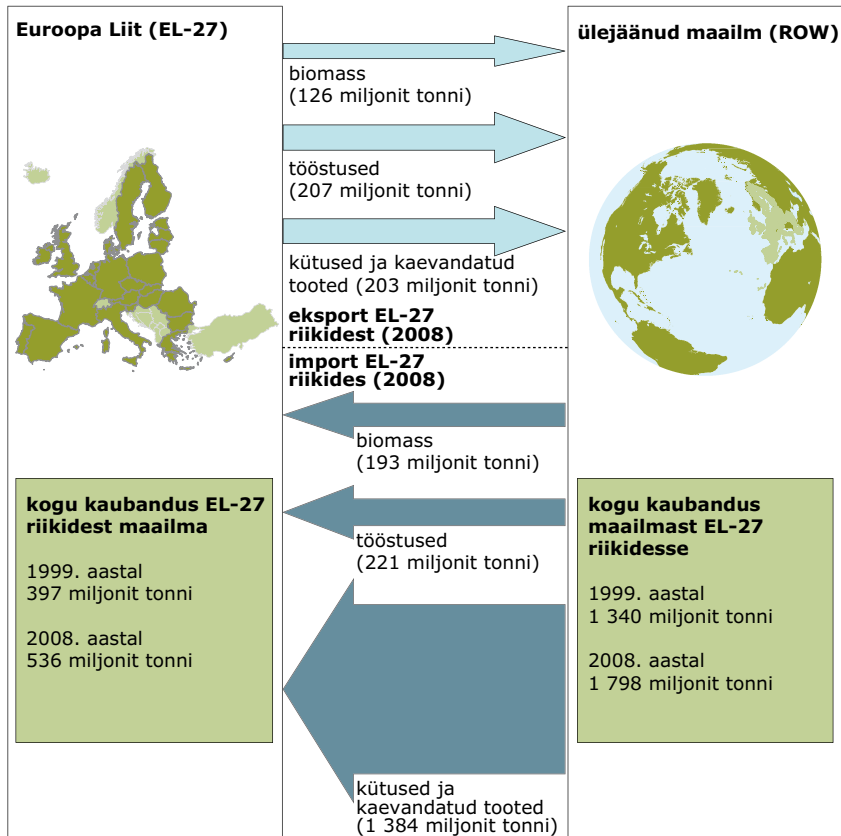 Euroopa Liit (EL-27)
biomass
(126 miljonit tonni)
tööstused
(207 miljonit tonni)
kütused ja kaevandatud
tooted (203 miljonit tonni)
eksport EL-27
riikidest (2008)
import EL-27
riikides (2008)
biomass
(193 miljonit tonni)
tööstused
(221 miljonit tonni)
kütused ja
kaevandatud tooted
(1 384 miljonit tonni)
ülejäänud maailm (ROW)
kogu kaubandus EL-27
riikidest maailma
1999. aastal
397 miljonit tonni
2008. aastal
536 miljonit tonni
kogu kaubandus
maailmast EL-27
riikidesse
1999. aastal
1 340 miljonit tonni
2008. aastal
1 798 miljonit tonni